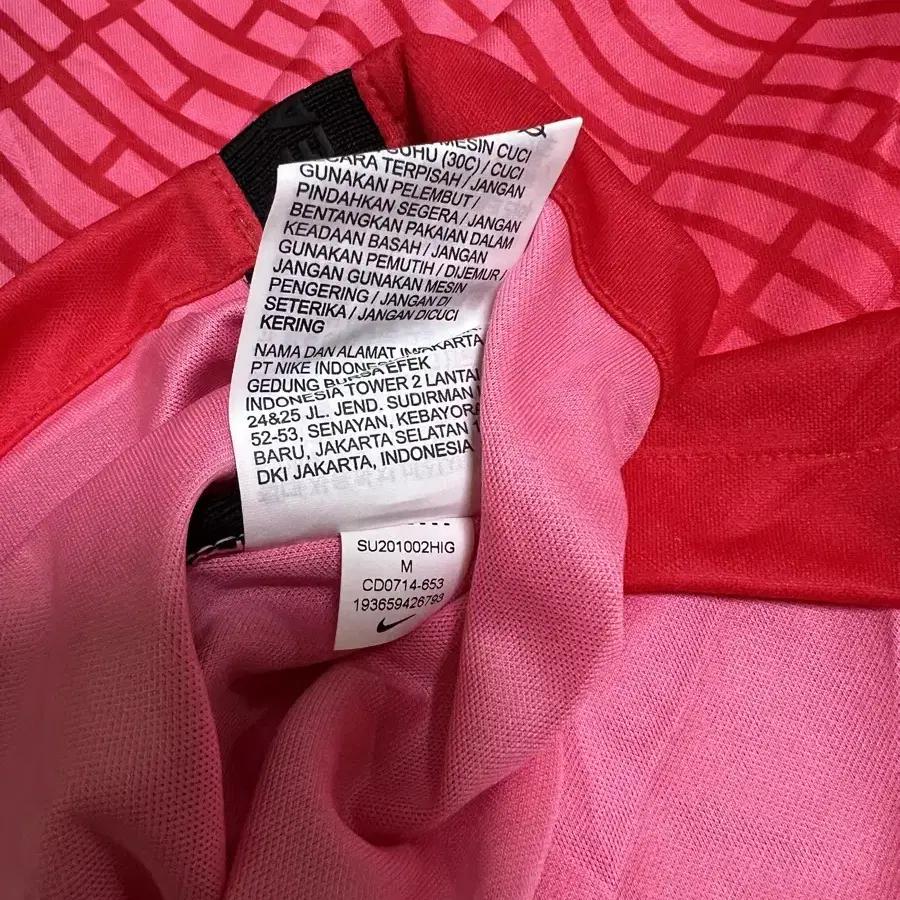 MESIN CUCI
SUHU (30C) / CUCI
SECARA TERPISAH / JANGAN
GUNAKAN PELEMBUT /
PINDAHKAN SEGERA / JANGAN
BENTANGKAN PAKAIAN DALAM
KEADAAN BASAH / JANGAN
GUNAKAN PEMUTIH / DIJEMUR /
JANGAN GUNAKAN MESIN
PENGERING / JANGAN DI
SETERIKA / JANGAN DICUCI
KERING
NAMA DAN ALAMAT
PT NIKE INDONESIA
GEDUNG BURSA EFEK
INDONESIA TOWER 2 LANTAI
24&25 JL. JEND. SUDIRMAN
52-53, SENAYAN, KEBAYORA
BARU, JAKARTA SELATAN 1
DKI JAKARTA, INDONESIA
SU201002HIG
M
CD0714-653
193659426793